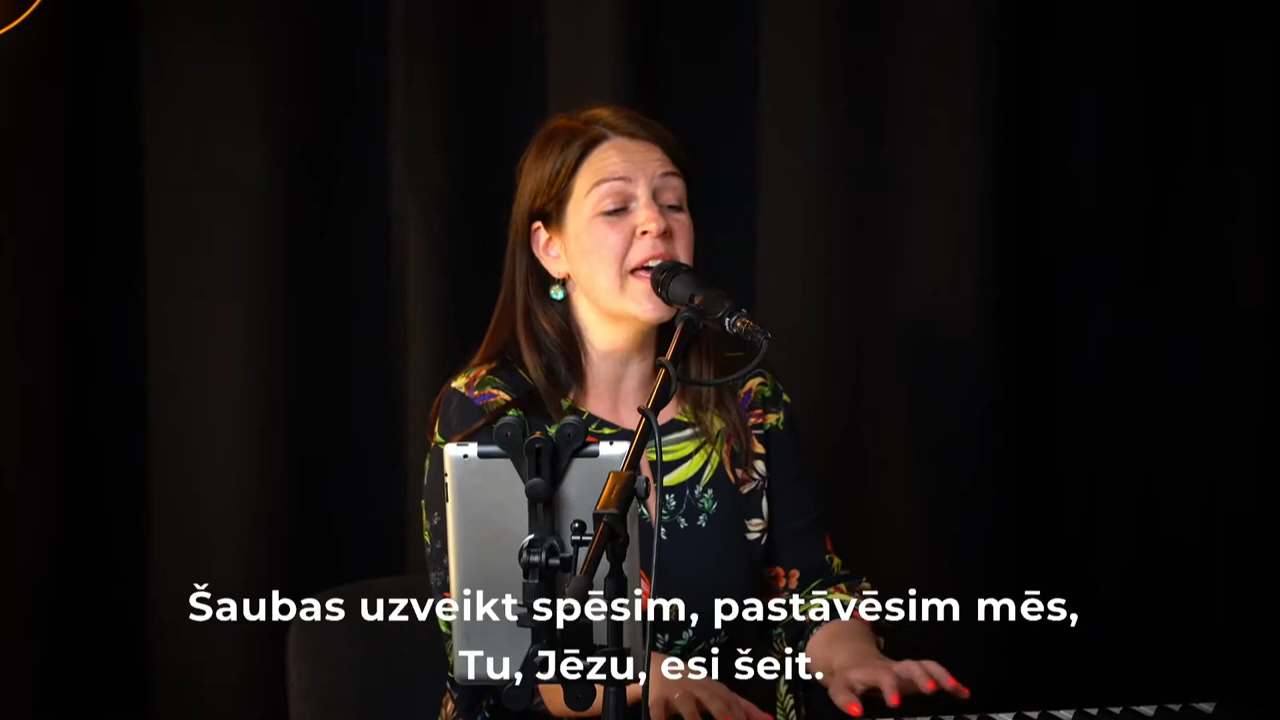 Šaubas uzveikt spēsim, pastāvēsim mēs,
Tu, Jēzu, esi šeit.